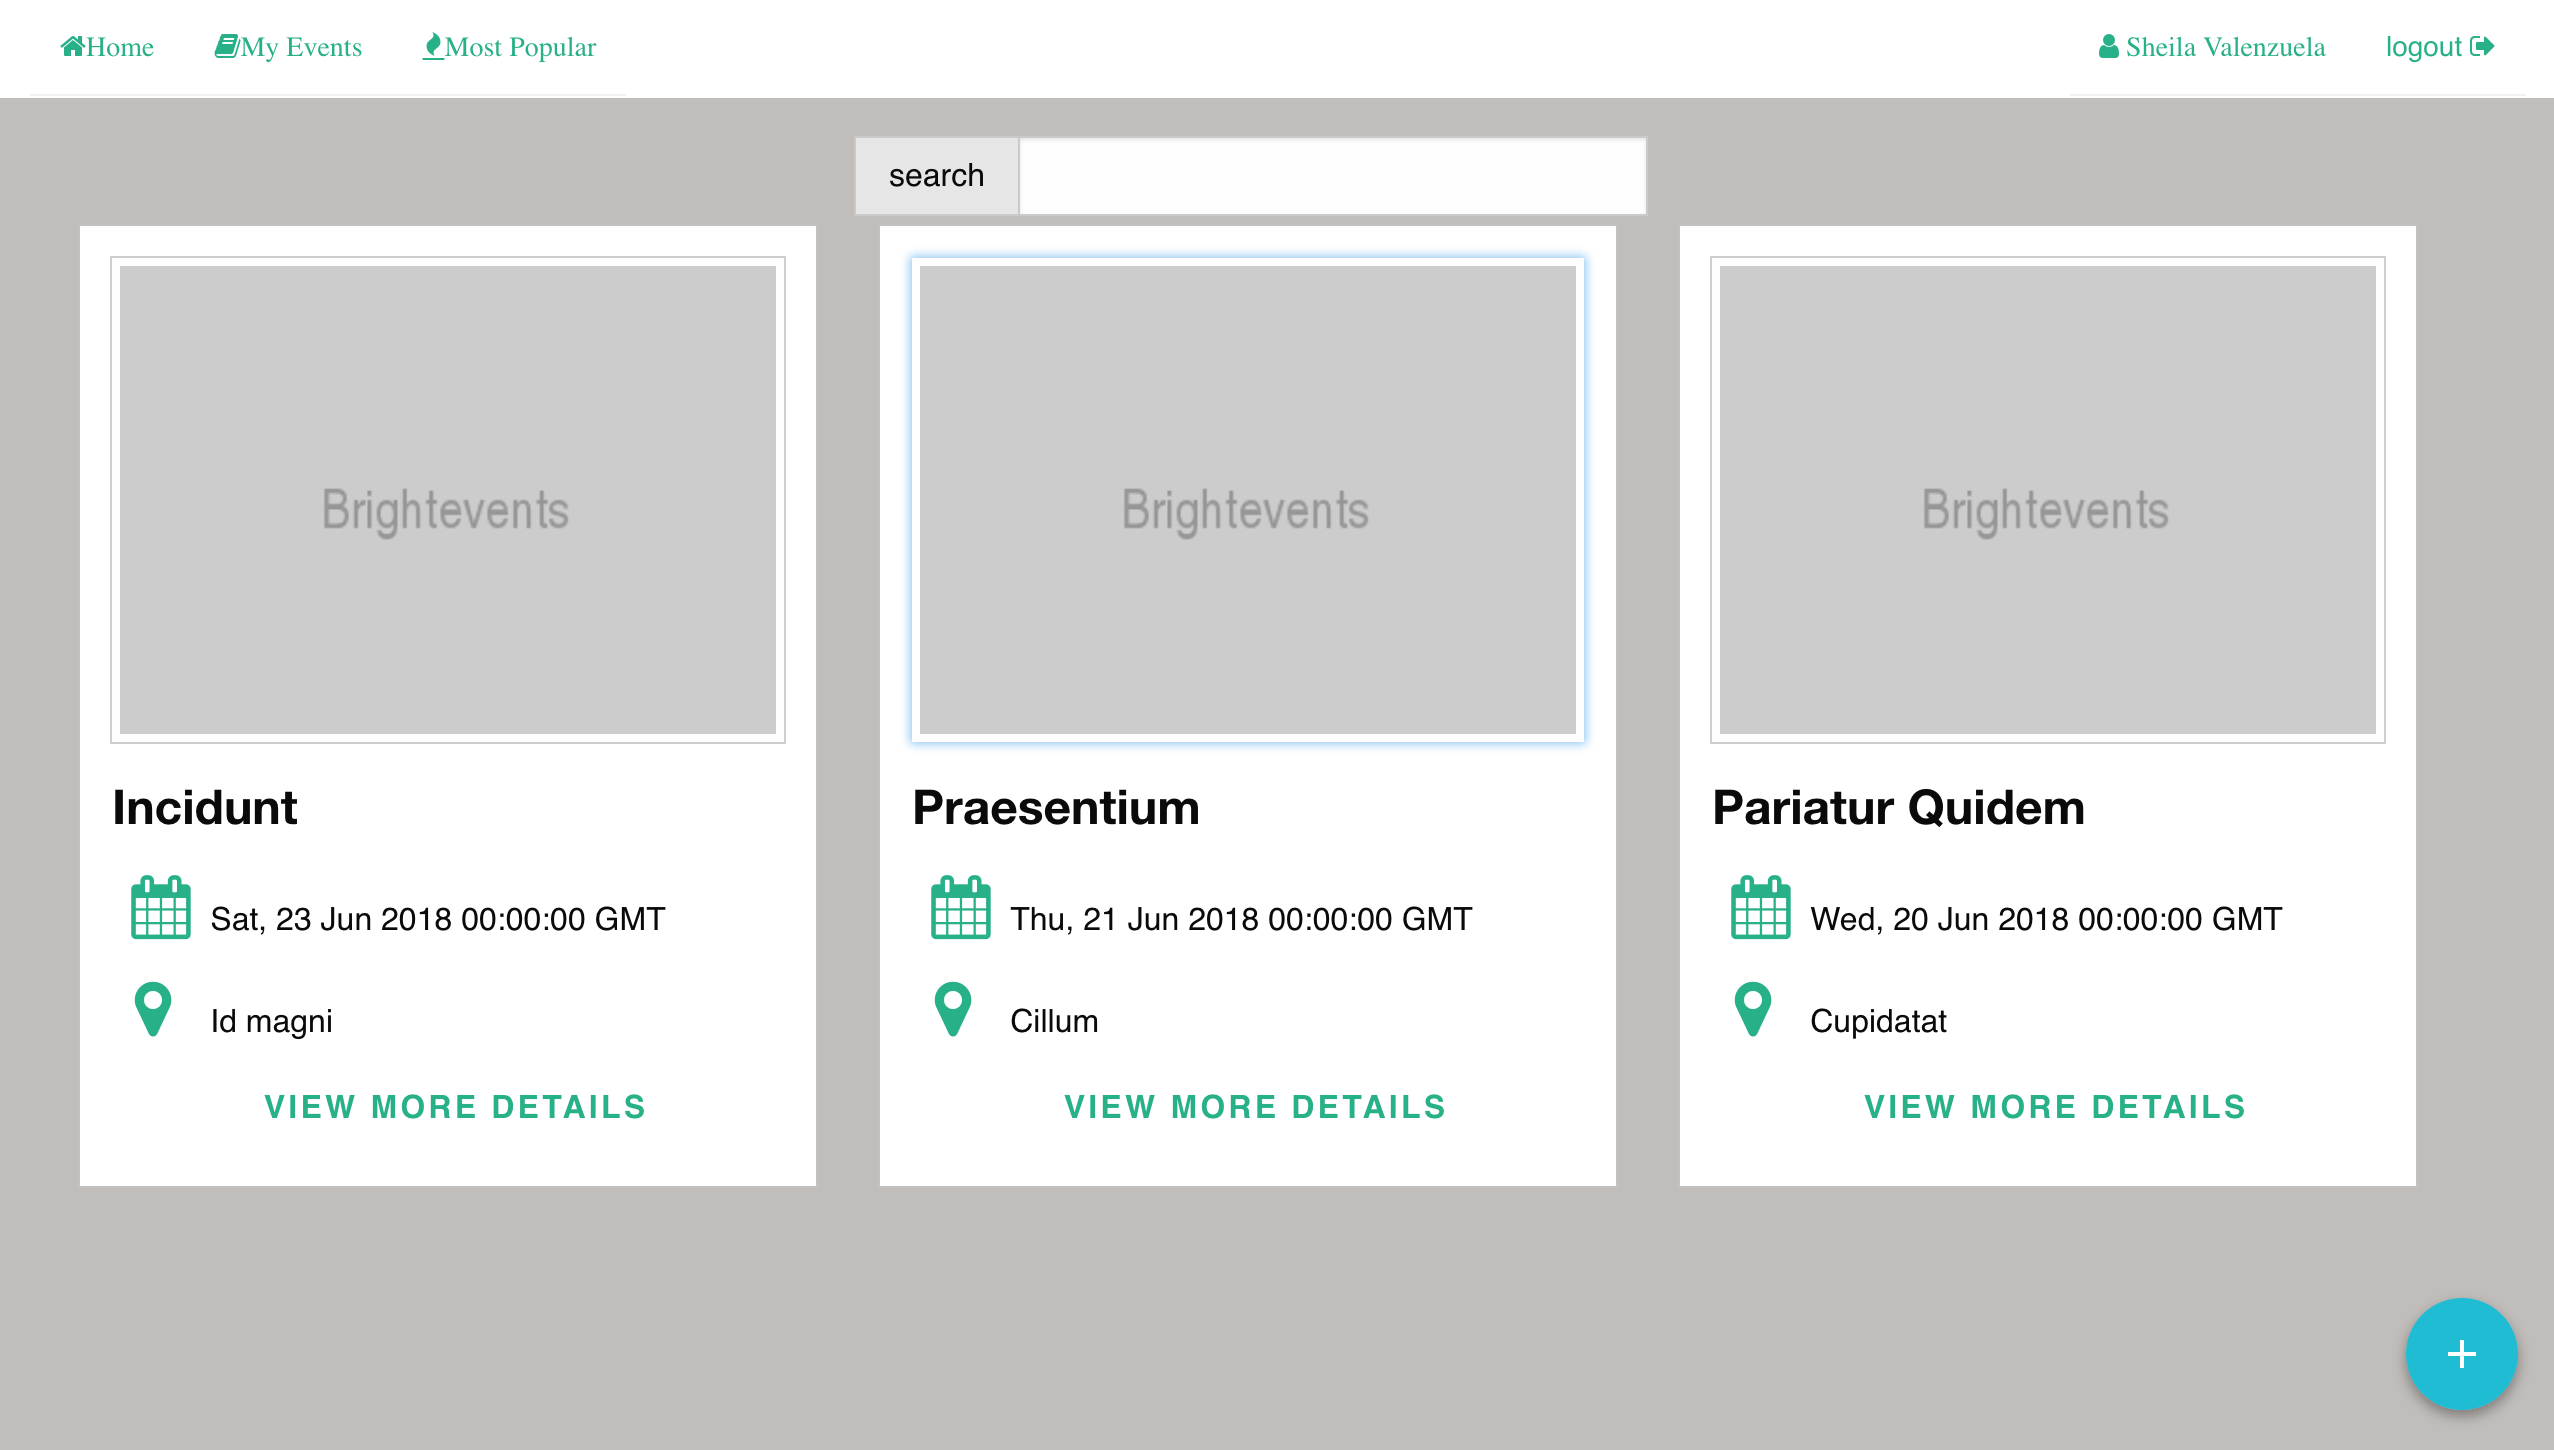 Home My Events Most Popular Sheila Valenzuela logout
search
Brightevents
Incidunt
Sat, 23 Jun 2018 00:00:00 GMT
Id magni
VIEW MORE DETAILS
Brightevents
Praesentium
Thu, 21 Jun 2018 00:00:00 GMT
Cillum
VIEW MORE DETAILS
Brightevents
Pariatur Quidem
Wed, 20 Jun 2018 00:00:00 GMT
Cupidatat
VIEW MORE DETAILS
+